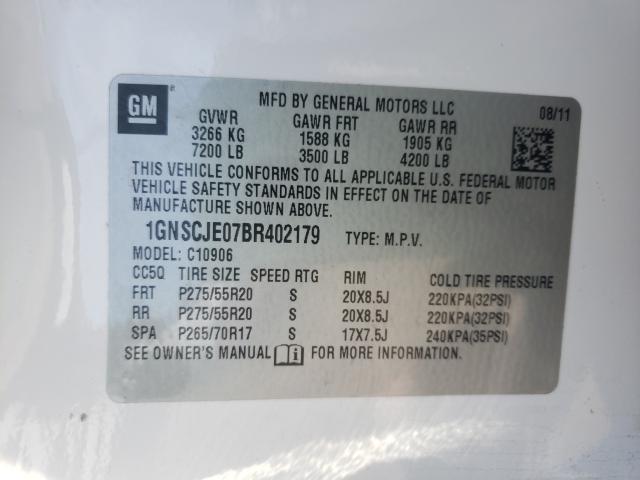 GM
MFD BY GENERAL MOTORS LLC 08/11
GVWR GAWR FRT GAWR RR
3266 KG 1588 KG 1905 KG
7200 LB 3500 LB 4200 LB
THIS VEHICLE CONFORMS TO ALL APPLICABLE U.S. FEDERAL MOTOR
VEHICLE SAFETY STANDARDS IN EFFECT ON THE DATE OF
MANUFACTURE SHOWN ABOVE.
1GNSCJE07BR402179 TYPE: M.P.V.
MODEL: C10906
CC5Q TIRE SIZE SPEED RTG RIM COLD TIRE PRESSURE
FRT P275/55R20 S 20X8.5J 220KPA(32PSI)
RR P275/55R20 S 20X8.5J 220KPA(32PSI)
SPA P265/70R17 S 17X7.5J 240KPA(35PSI)
SEE OWNER'S MANUAL i FOR MORE INFORMATION.